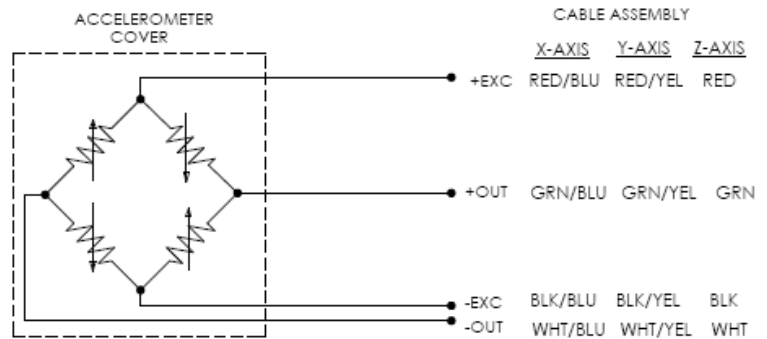 ACCELEROMETER
COVER
CABLE ASSEMBLY
X-AXIS Y-AXIS Z-AXIS
+EXC RED/BLU RED/YEL RED
+OUT GRN/BLU GRN/YEL GRN
-EXC BLK/BLU BLK/YEL BLK
-OUT WHT/BLU WHT/YEL WHT